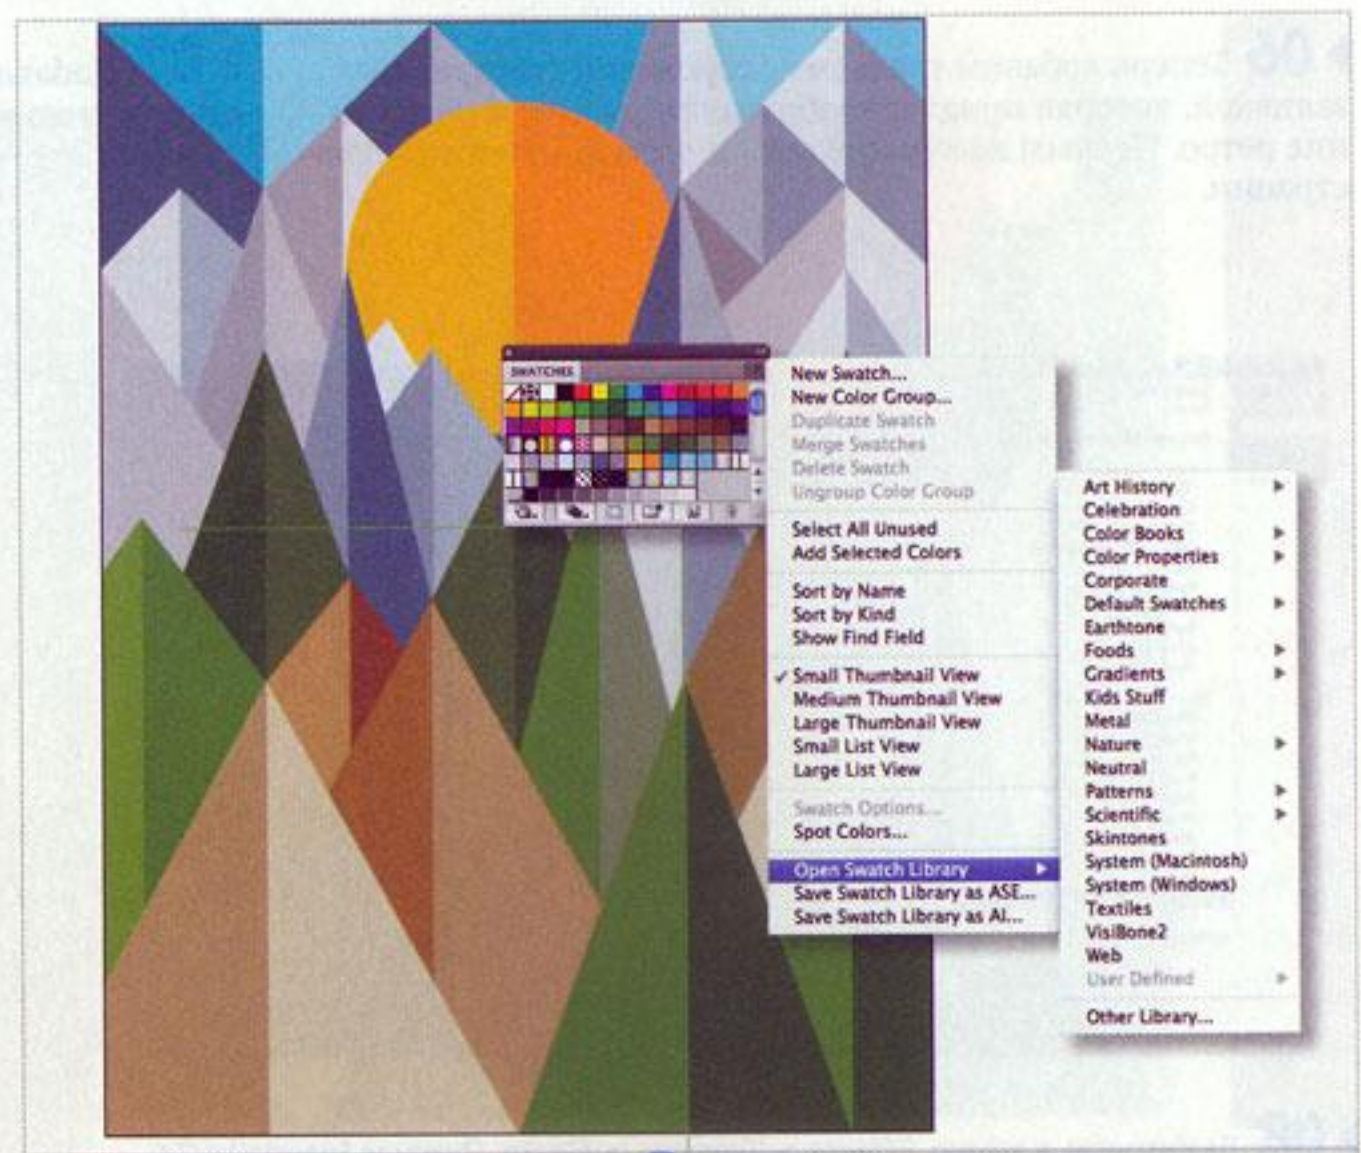 SWATCHES
New Swatch...
New Color Group...
Duplicate Swatch
Merge Swatches
Delete Swatch
Ungroup Color Group
Select All Unused
Add Selected Colors
Sort by Name
Sort by Kind
Show Find Field
✓ Small Thumbnail View
Medium Thumbnail View
Large Thumbnail View
Small List View
Large List View
Swatch Options...
Spot Colors...
Open Swatch Library
Save Swatch Library as ASE...
Save Swatch Library as AI...
Art History
Celebration
Color Books
Color Properties
Corporate
Default Swatches
Earthtone
Foods
Gradients
Kids Stuff
Metal
Nature
Neutral
Patterns
Scientific
Skintones
System (Macintosh)
System (Windows)
Textiles
VisiBone2
Web
User Defined
Other Library...